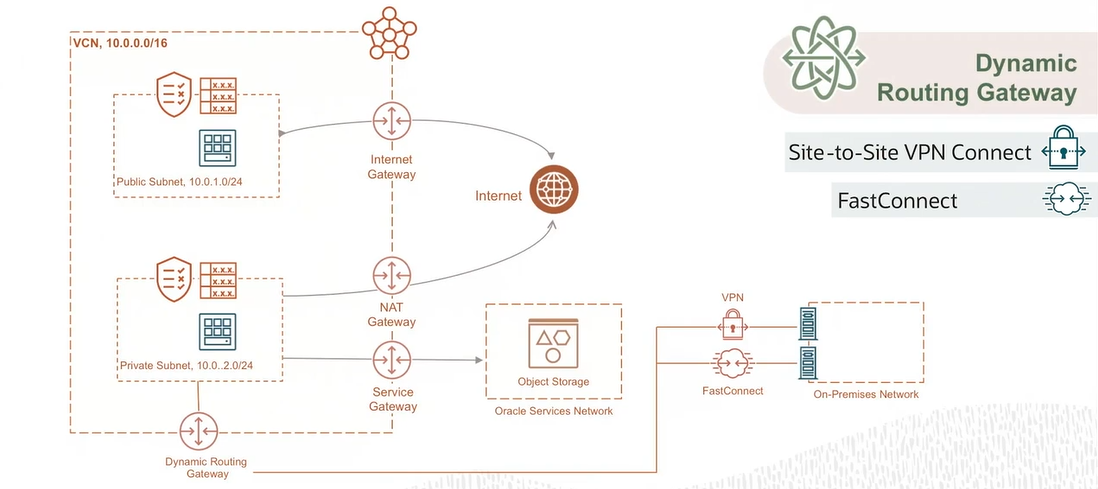 VCN, 10.0.0.0/16
Dynamic
Routing Gateway
Site-to-Site VPN Connect
FastConnect
x.x.x.
x.x.x.
x.x.x.
Public Subnet, 10.0.1.0/24
Internet
Gateway
Internet
x.x.x.
x.x.x.
x.x.x.
Private Subnet, 10.0..2.0/24
NAT
Gateway
Service
Gateway
Object Storage
Oracle Services Network
VPN
FastConnect
On-Premises Network
Dynamic Routing
Gateway